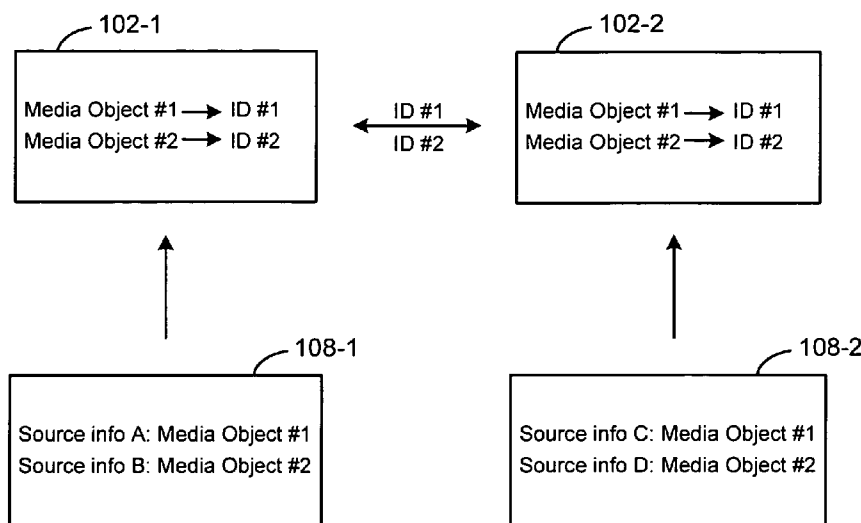 102-1
Media Object #1 → ID #1
Media Object #2 → ID #2
ID #1
ID #2
102-2
Media Object #1 → ID #1
Media Object #2 → ID #2
108-1
Source info A: Media Object #1
Source info B: Media Object #2
108-2
Source info C: Media Object #1
Source info D: Media Object #2